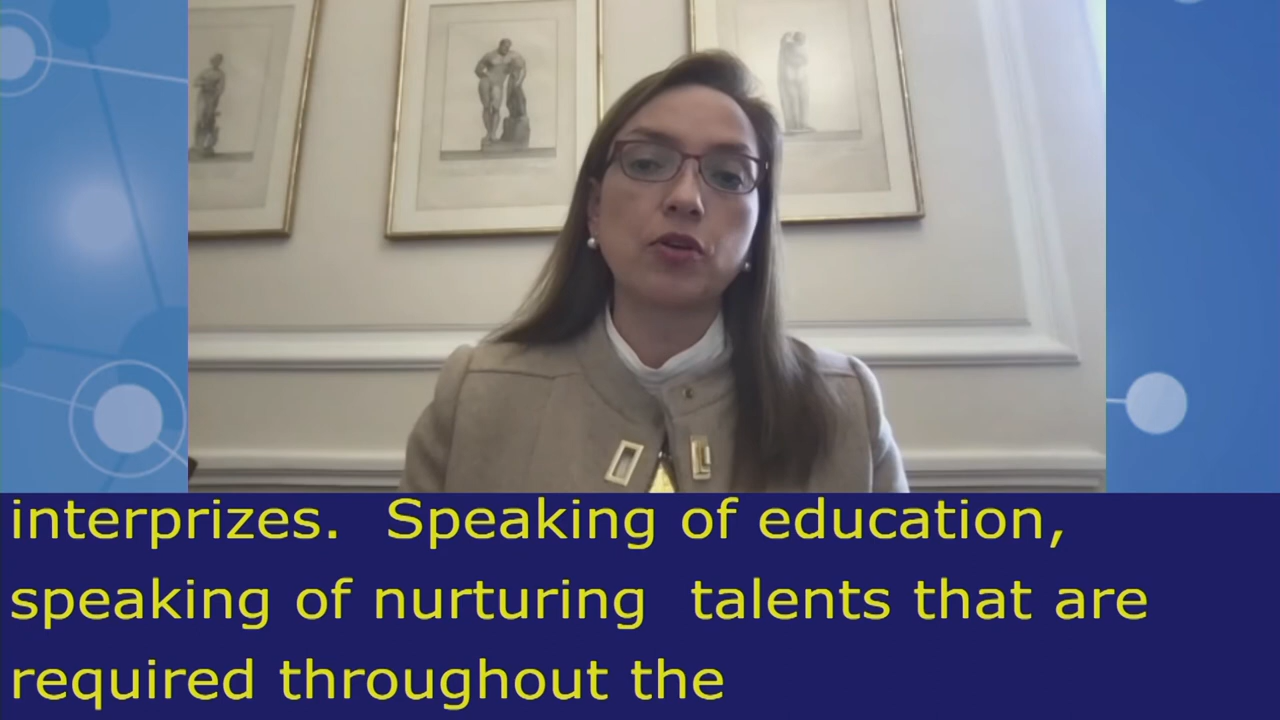 interprizes.  Speaking of education,
speaking of nurturing  talents that are
required throughout the